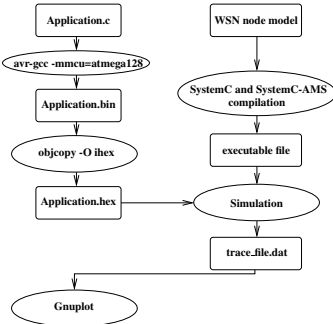 Application.c
avr-gcc -mmcu=atmega128
Application.bin
objcopy -O ihex
Application.hex
WSN node model
SystemC and SystemC-AMS
compilation
executable file
Simulation
trace_file.dat
Gnuplot